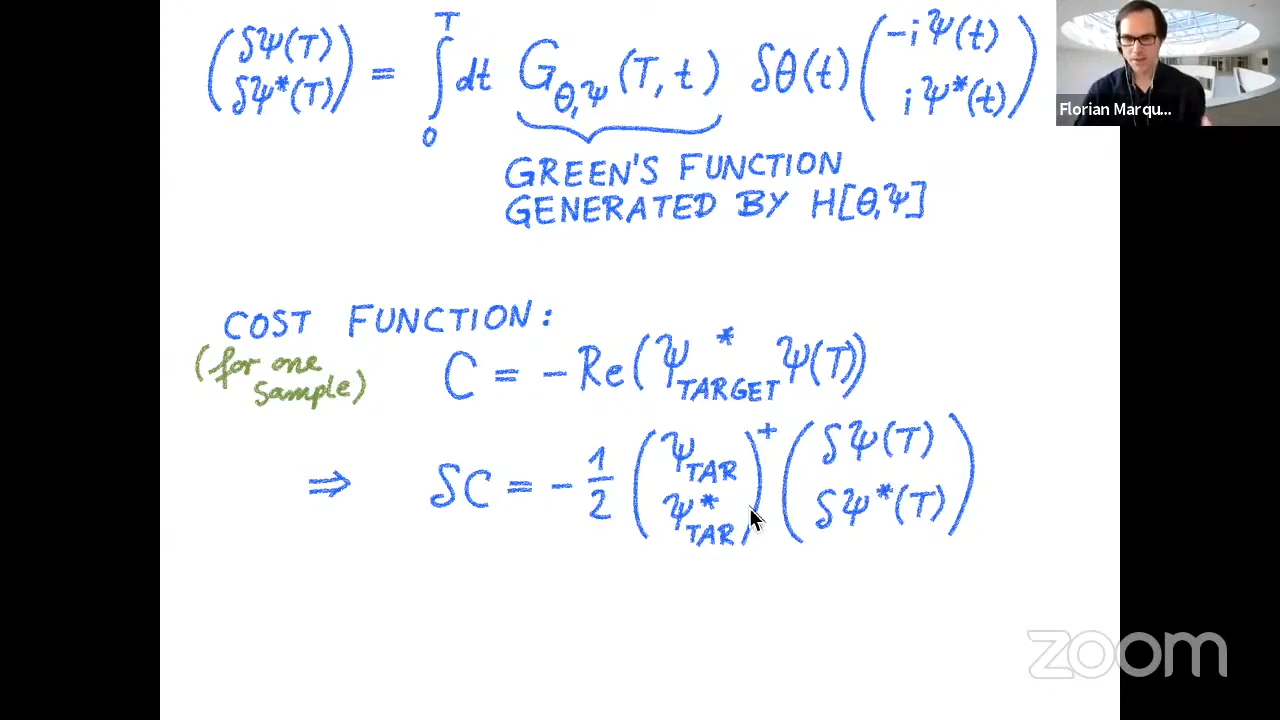 (δΨ(T) δΨ*(T)) = ∫₀ᵀ dt G_θ,Ψ (T, t) δθ(t) (-iΨ(t) iΨ*(t))
Florian Marqu...
GREEN'S FUNCTION
GENERATED BY H[θ,Ψ]
COST FUNCTION:
(for one
sample)
C = -Re(Ψ*_TARGET Ψ(T))
⇒ δC = -1/2 (Ψ_TAR Ψ*_TAR)⁺ (δΨ(T) δΨ*(T))
zoom